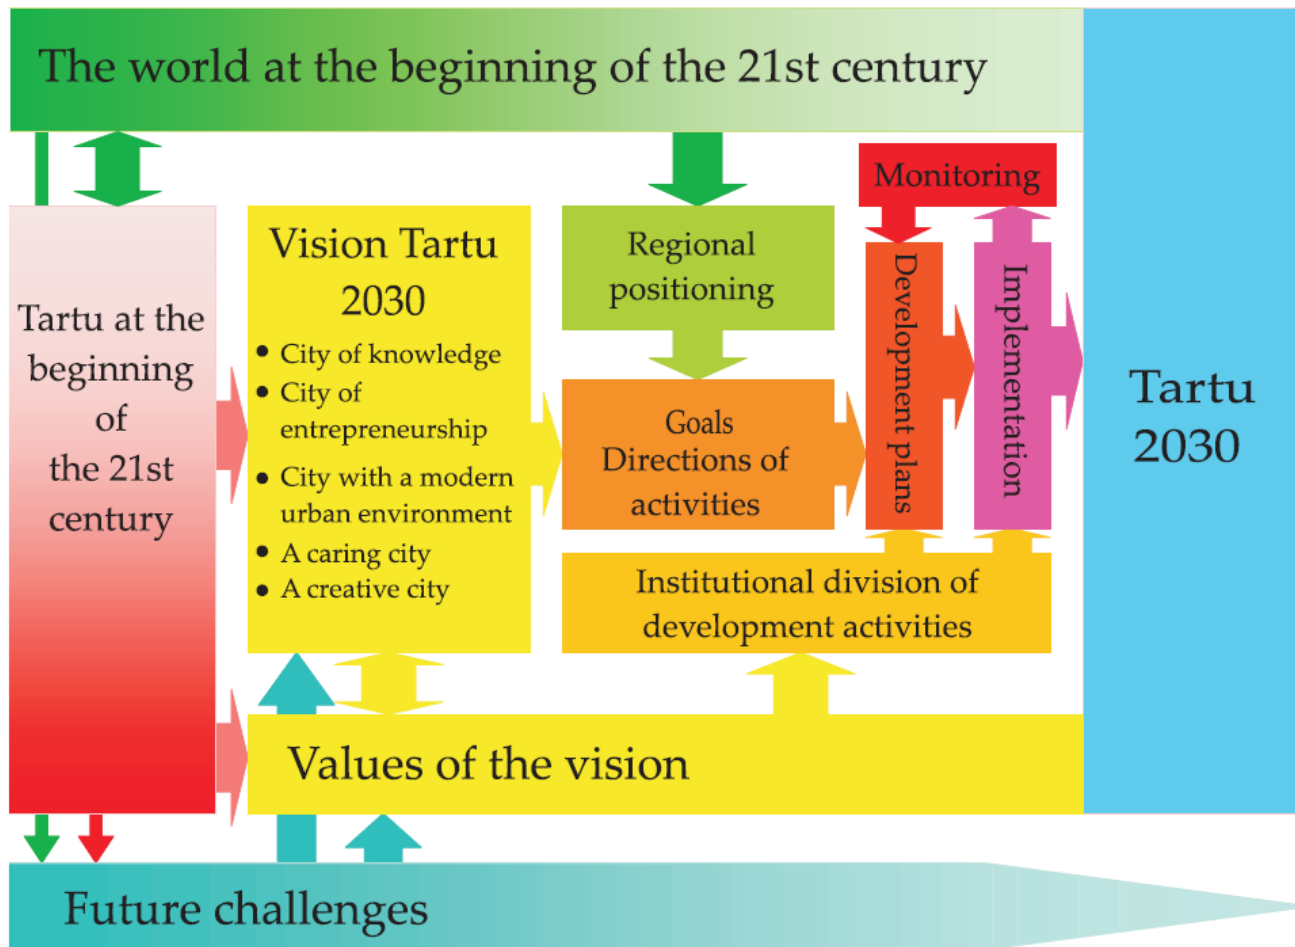 The world at the beginning of the 21st century
Tartu at the
beginning
of
the 21st
century
Vision Tartu
2030
• City of knowledge
• City of
entrepreneurship
• City with a modern
urban environment
• A caring city
• A creative city
Regional
positioning
Goals
Directions of
activities
Monitoring
Development plans
Implementation
Institutional division of
development activities
Values of the vision
Tartu
2030
Future challenges